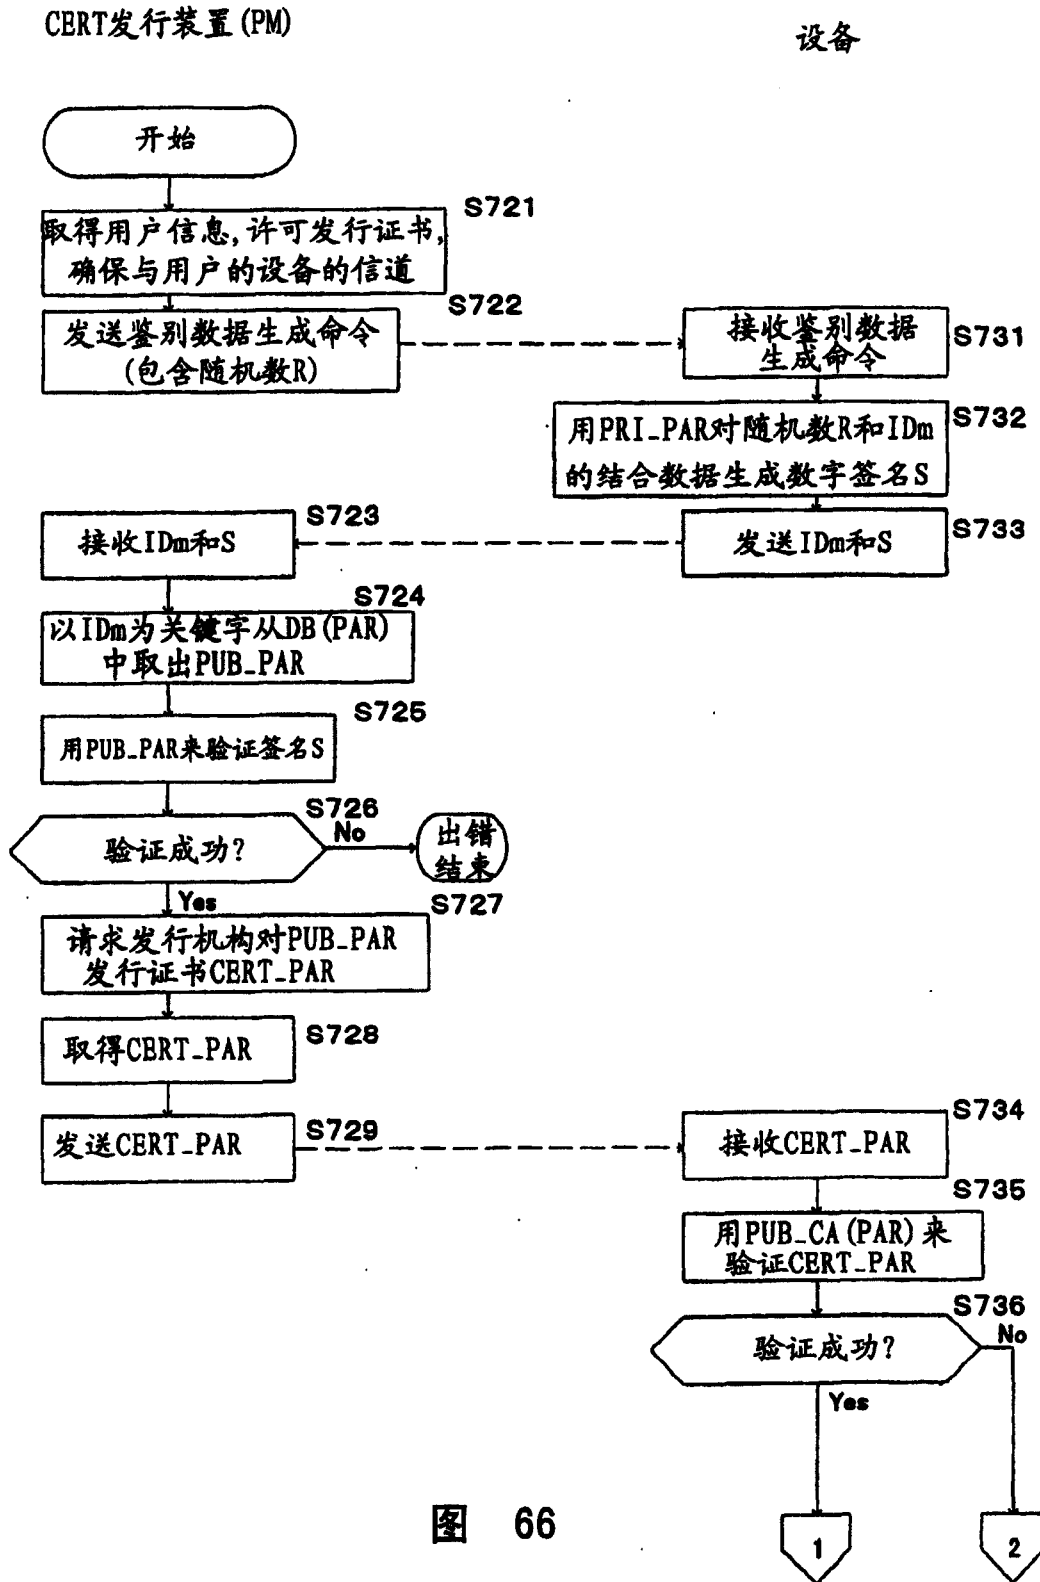 CERT发行装置(PM)
设备
开始
S721
取得用户信息,许可发行证书,
确保与用户的设备的信道
S722
发送鉴别数据生成命令
(包含随机数R)
接收鉴别数据
生成命令
S731
用PRI_PAR对随机数R和IDm
的结合数据生成数字签名S
S732
S723
接收IDm和S
发送IDm和S
S733
S724
以IDm为关键字从DB(PAR)
中取出PUB_PAR
S725
用PUB_PAR来验证签名S
S726
验证成功?
No
出错
结束
Yes
S727
请求发行机构对PUB_PAR
发行证书CERT_PAR
S728
取得CERT_PAR
S729
发送CERT_PAR
S734
接收CERT_PAR
S735
用PUB_CA(PAR)来
验证CERT_PAR
S736
验证成功?
No
Yes
1
2
图 66